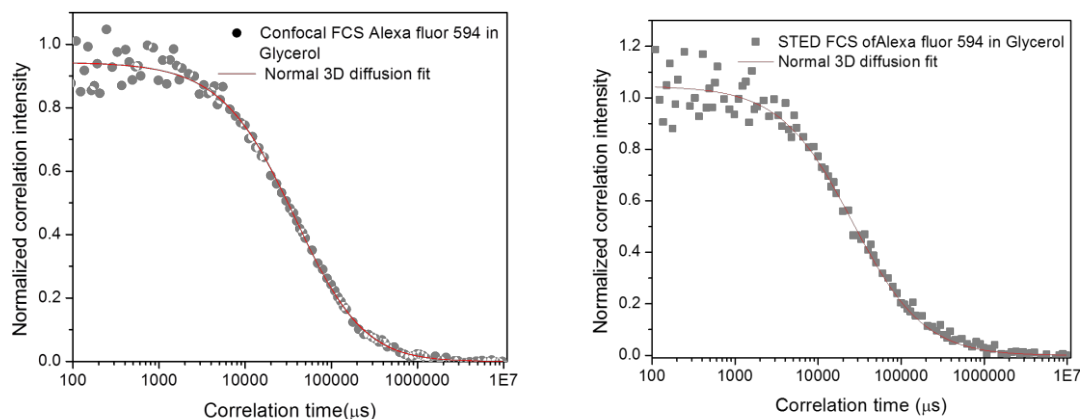 Confocal FCS Alexa fluor 594 in
Glycerol
Normal 3D diffusion fit
Normalized correlation intensity
1.0
0.8
0.6
0.4
0.2
0.0
100 1000 10000 100000 1000000 1E7
Correlation time(μs)
STED FCS ofAlexa fluor 594 in Glycerol
Normal 3D diffusion fit
Normalized correlation intensity
1.2
1.0
0.8
0.6
0.4
0.2
0.0
100 1000 10000 100000 1000000 1E7
Correlation time (μs)